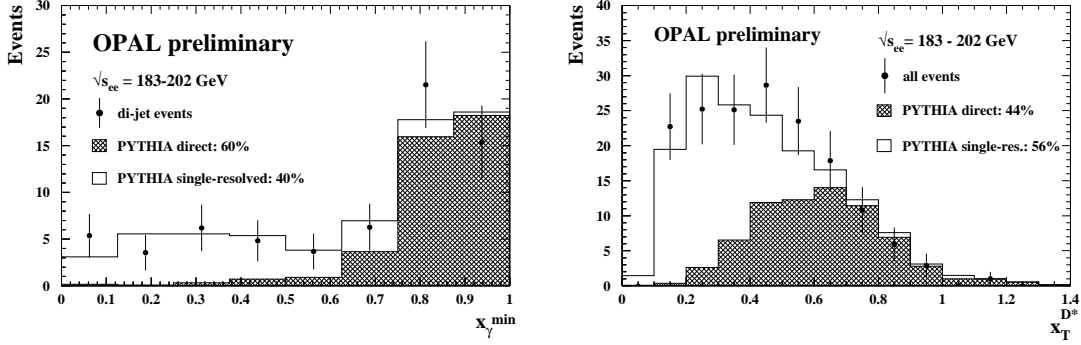 Events
30
25
20
15
10
5
0
OPAL preliminary
√s_ee = 183-202 GeV
di-jet events
PYTHIA direct: 60%
PYTHIA single-resolved: 40%
0 0.1 0.2 0.3 0.4 0.5 0.6 0.7 0.8 0.9 1
x_γ^min
Events
40
35
30
25
20
15
10
5
0
OPAL preliminary
√s_ee = 183 - 202 GeV
all events
PYTHIA direct: 44%
PYTHIA single-res.: 56%
0 0.2 0.4 0.6 0.8 1 1.2 1.4
x_T^D*